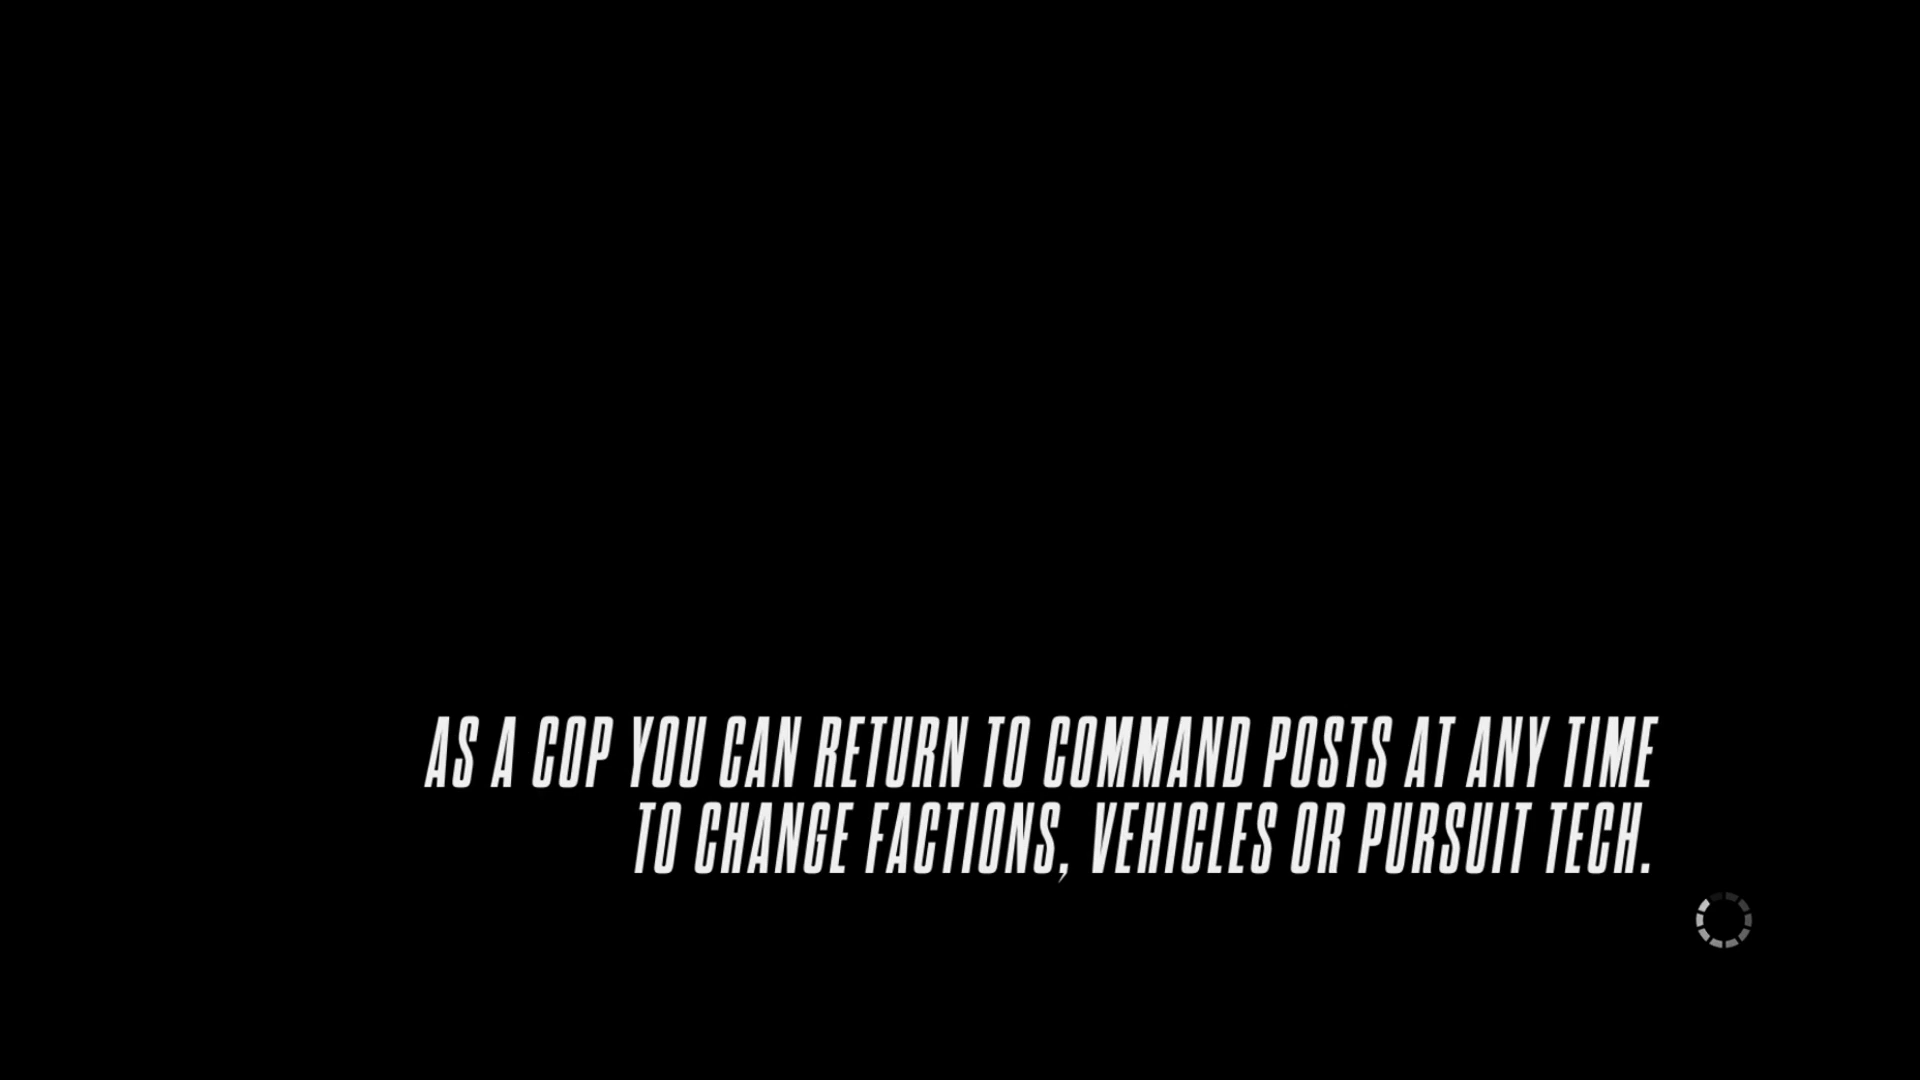 AS A COP YOU CAN RETURN TO COMMAND POSTS AT ANY TIME
TO CHANGE FACTIONS, VEHICLES OR PURSUIT TECH.